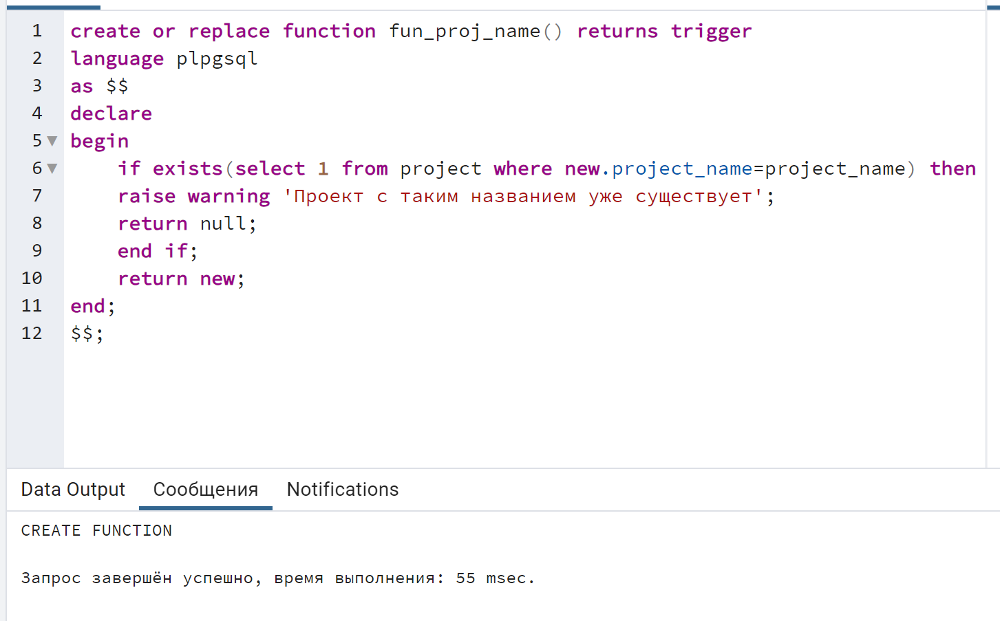 1 create or replace function fun_proj_name() returns trigger
2 language plpgsql
3 as $$
4 declare
5 begin
6     if exists(select 1 from project where new.project_name=project_name) then
7     raise warning 'Проект с таким названием уже существует';
8     return null;
9     end if;
10     return new;
11 end;
12 $$;
Data Output Сообщения Notifications
CREATE FUNCTION
Запрос завершён успешно, время выполнения: 55 msec.